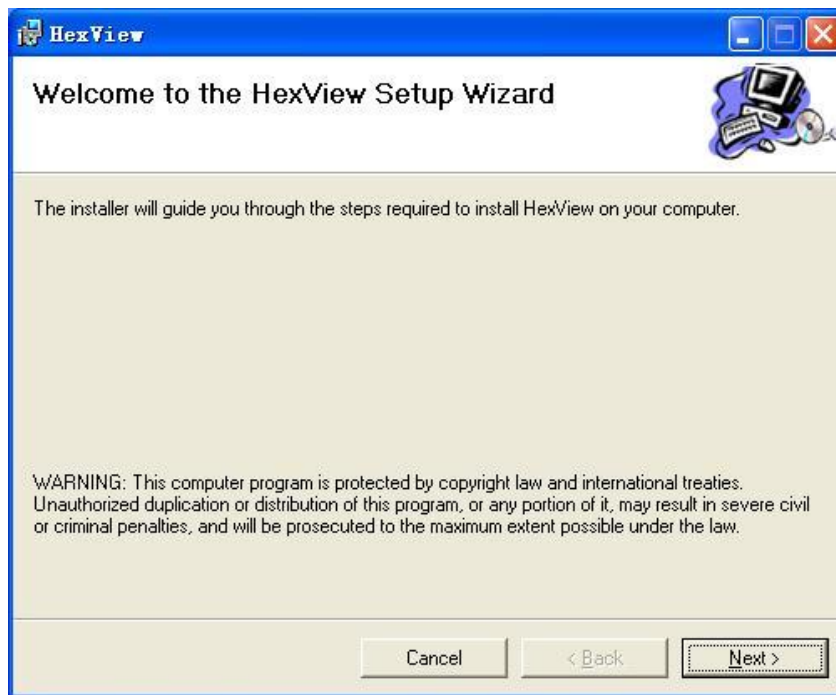 HexView
Welcome to the HexView Setup Wizard
The installer will guide you through the steps required to install HexView on your computer.
WARNING: This computer program is protected by copyright law and international treaties.
Unauthorized duplication or distribution of this program, or any portion of it, may result in severe civil
or criminal penalties, and will be prosecuted to the maximum extent possible under the law.
Cancel
< Back
Next >